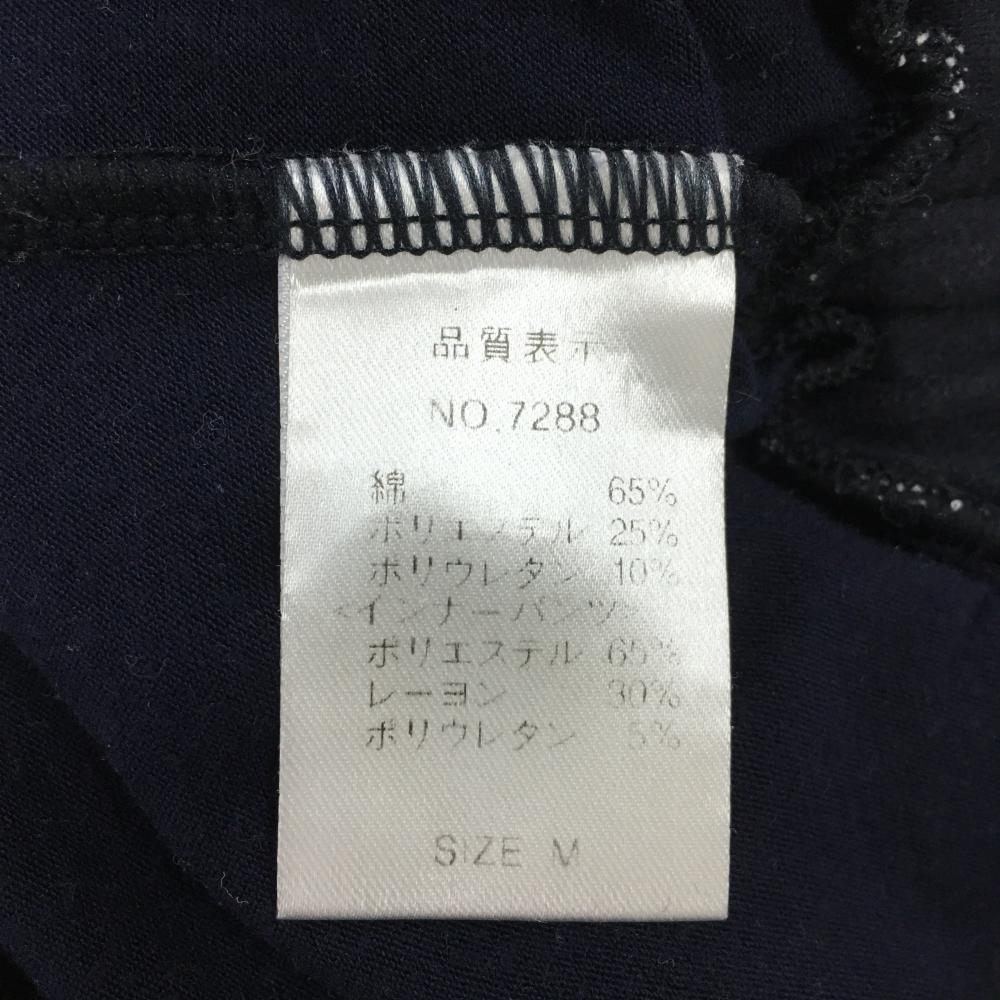 品質表示
NO.7288
綿 65%
ポリエステル 25%
ポリウレタン 10%
<インナーパンツ>
ポリエステル 65%
レーヨン 30%
ポリウレタン 5%
SIZE M